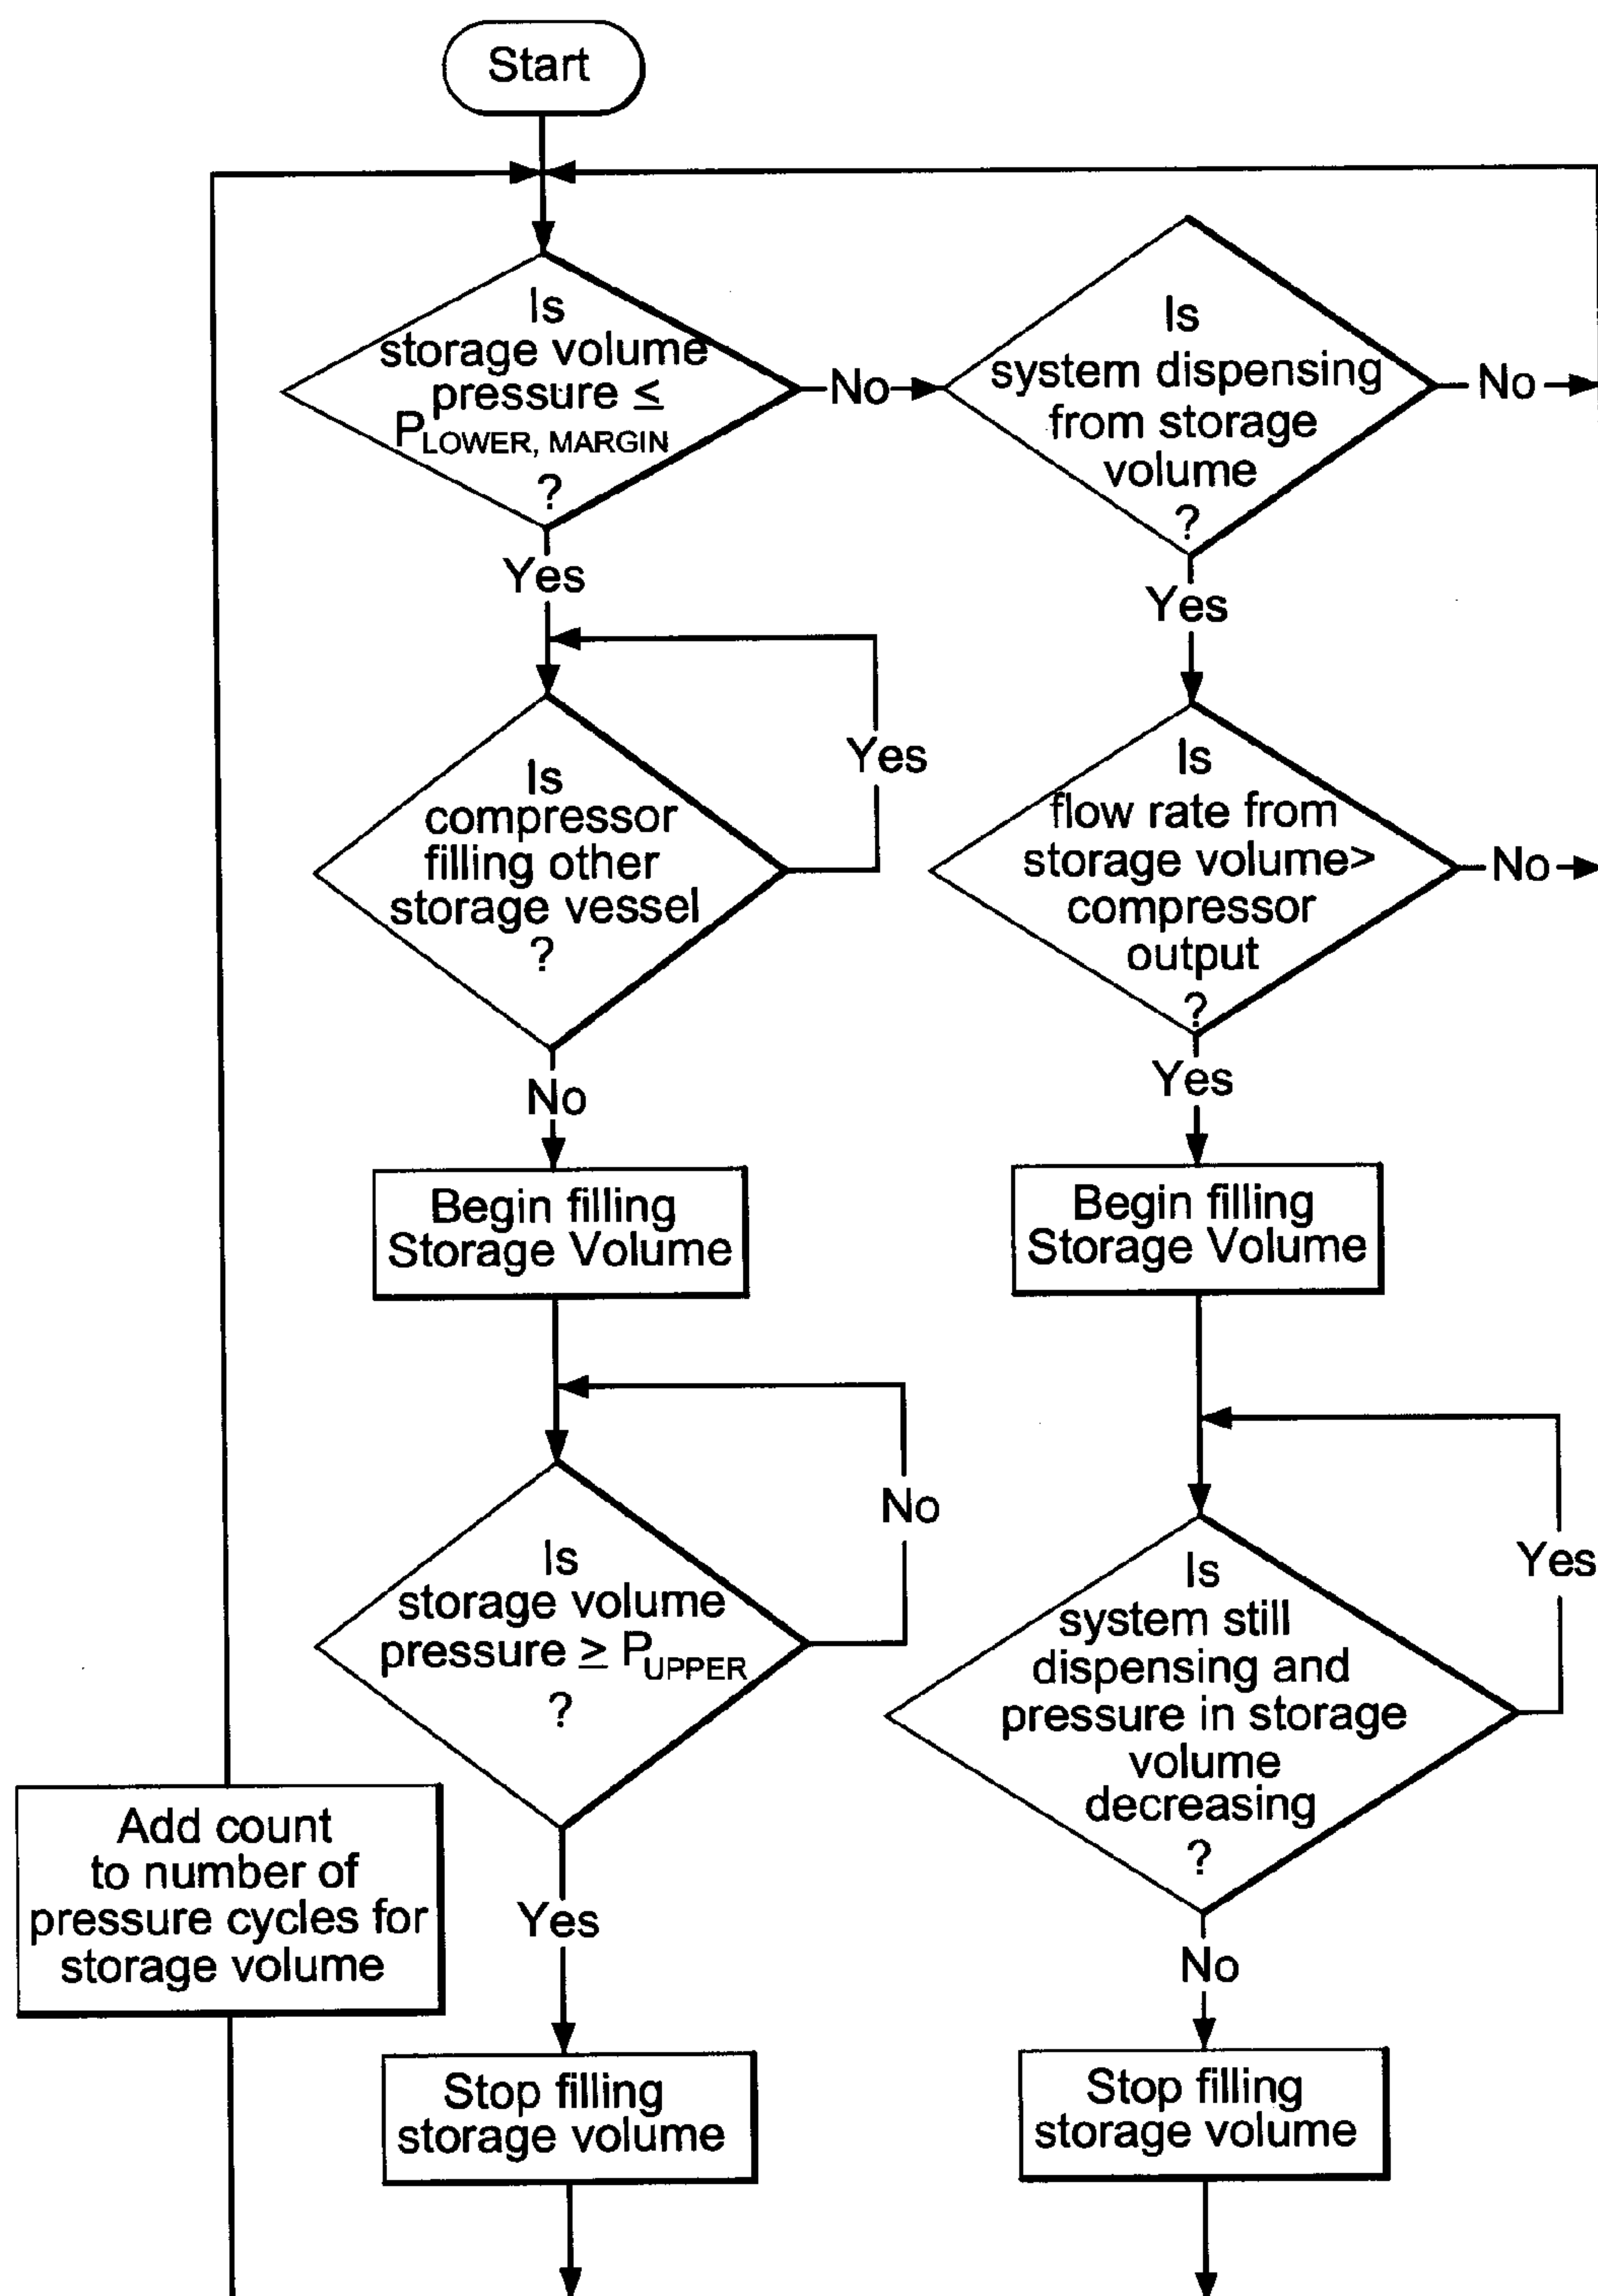 Start
Is
storage volume
pressure ≤
P LOWER, MARGIN
?
No
Is
system dispensing
from storage
volume
?
No
Yes
Yes
Is
compressor
filling other
storage vessel
?
Yes
Is
flow rate from
storage volume>
compressor
output
?
No
No
Yes
Begin filling
Storage Volume
Begin filling
Storage Volume
Is
storage volume
pressure ≥ P UPPER
?
No
Is
system still
dispensing and
pressure in storage
volume
decreasing
?
Yes
Add count
to number of
pressure cycles for
storage volume
Yes
No
Stop filling
storage volume
Stop filling
storage volume